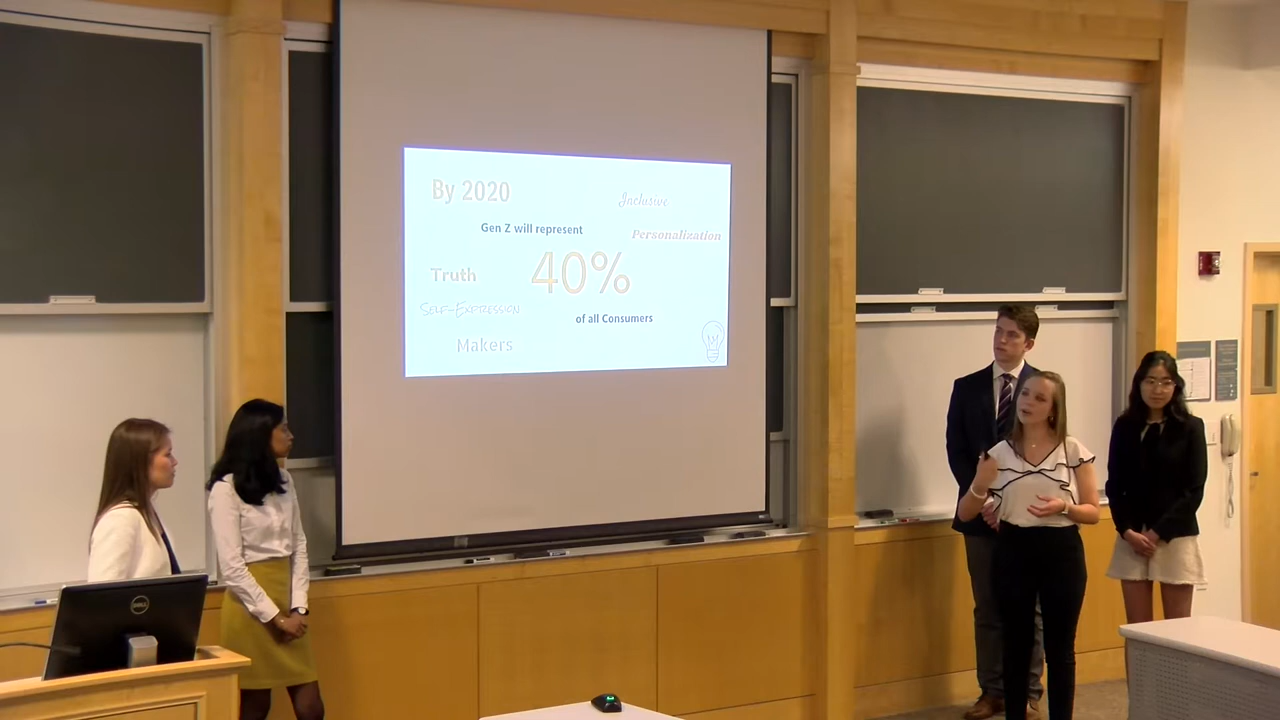 By 2020
Inclusive
Gen Z will represent
Personalization
Truth
40%
Self-Expression
of all Consumers
Makers
DELL